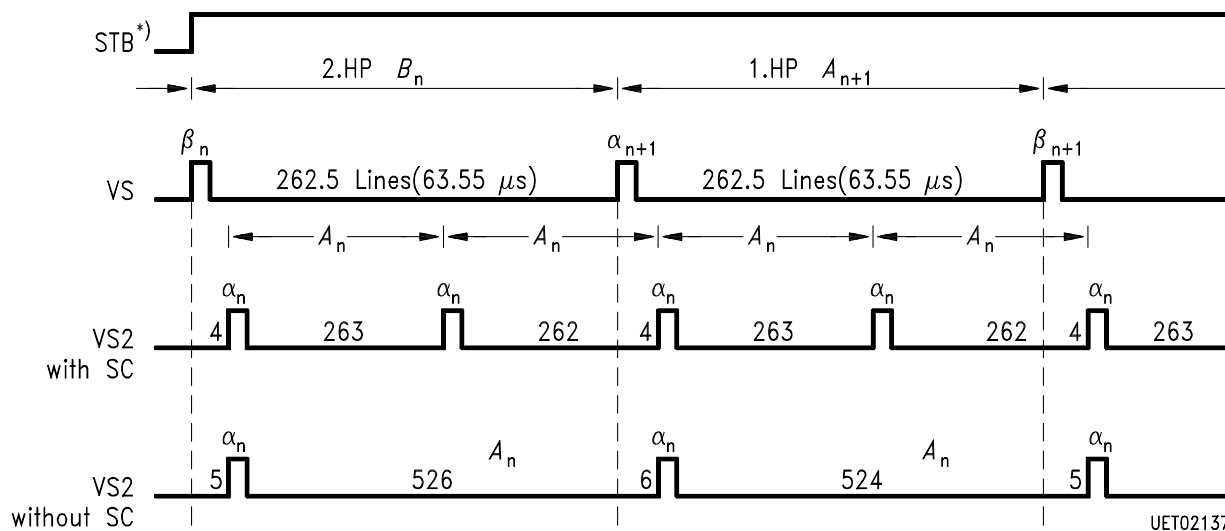 STB*)
2.HP Bn 1.HP An+1
βn αn+1 βn+1
VS 262.5 Lines(63.55 μs) 262.5 Lines(63.55 μs)
An An An An
αn αn αn αn αn
VS2 4 263 262 4 263 262 4 263
with SC
αn An αn An αn
VS2 5 526 6 524 5
without SC
UET02137